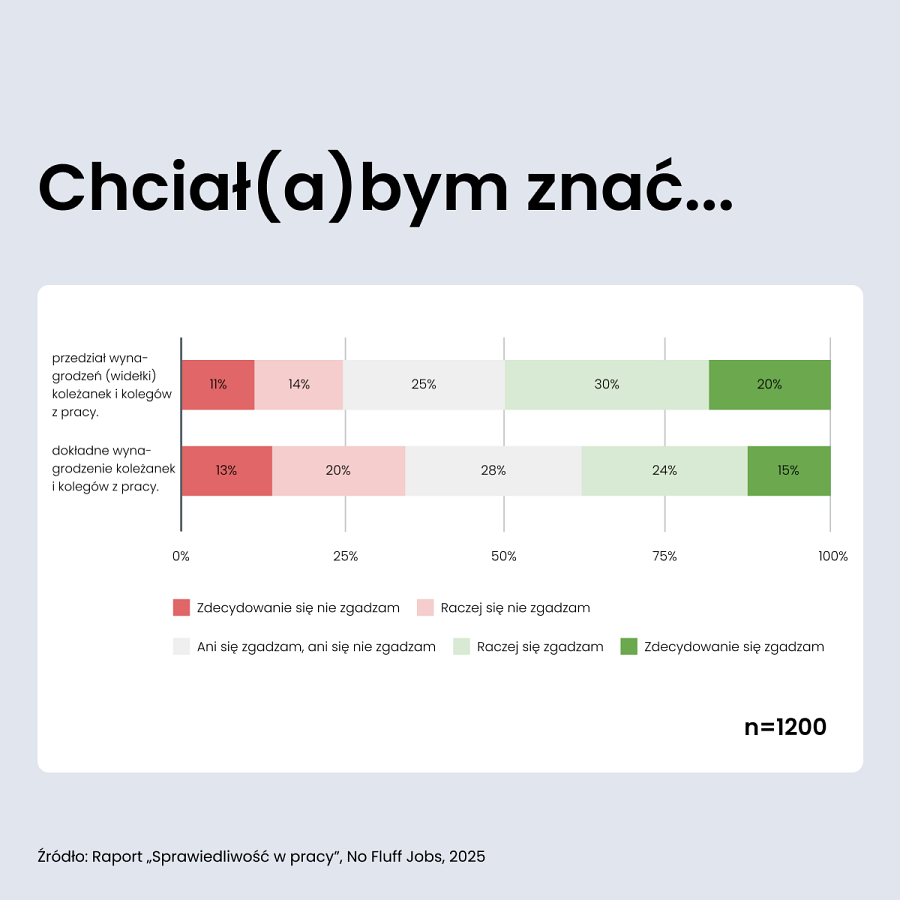 Chciał(a)bym znać...
przedział wyna-
grodzeń (widełki)
koleżanek i kolegów
z pracy.
11% 14% 25% 30% 20%
dokładne wyna-
grodzenie koleżanek
i kolegów z pracy.
13% 20% 28% 24% 15%
0% 25% 50% 75% 100%
Zdecydowanie się nie zgadzam Raczej się nie zgadzam
Ani się zgadzam, ani się nie zgadzam Raczej się zgadzam Zdecydowanie się zgadzam
n=1200
Źródło: Raport „Sprawiedliwość w pracy”, No Fluff Jobs, 2025